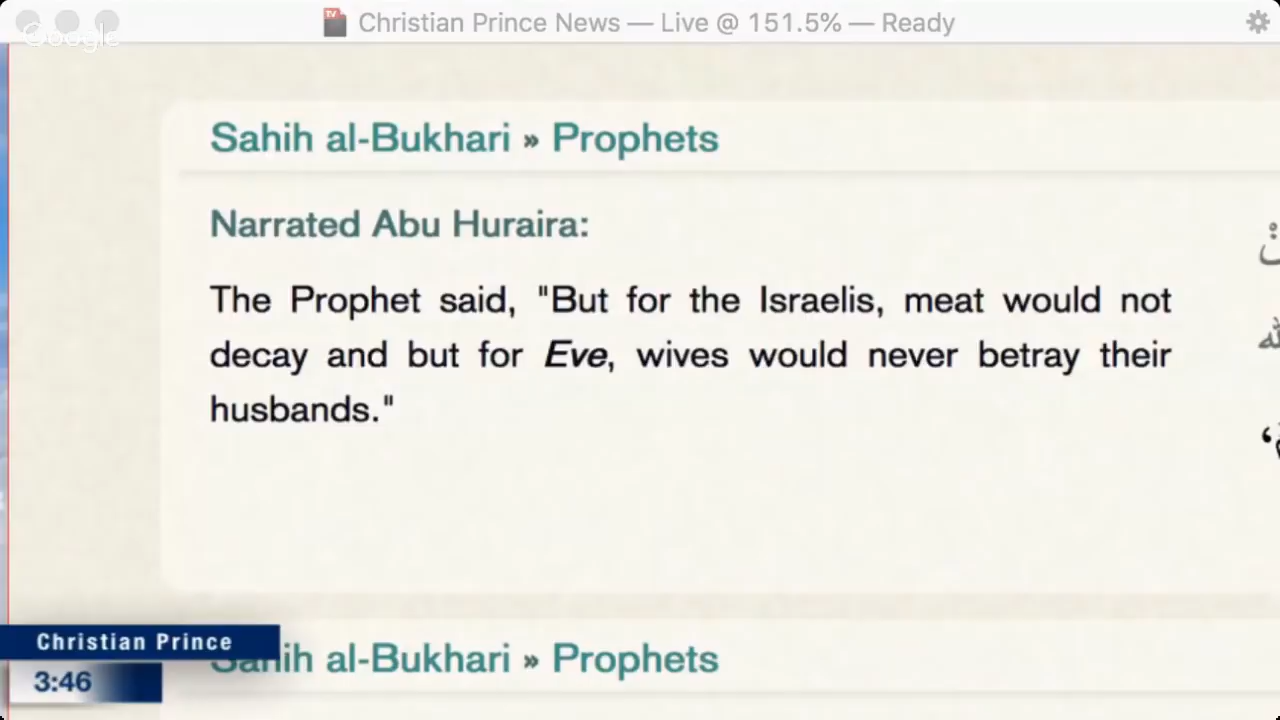 Christian Prince News — Live @ 151.5% — Ready
Google
Sahih al-Bukhari » Prophets
Narrated Abu Huraira:
The Prophet said, "But for the Israelis, meat would not
decay and but for Eve, wives would never betray their
husbands."
Christian Prince
Sahih al-Bukhari » Prophets
3:46